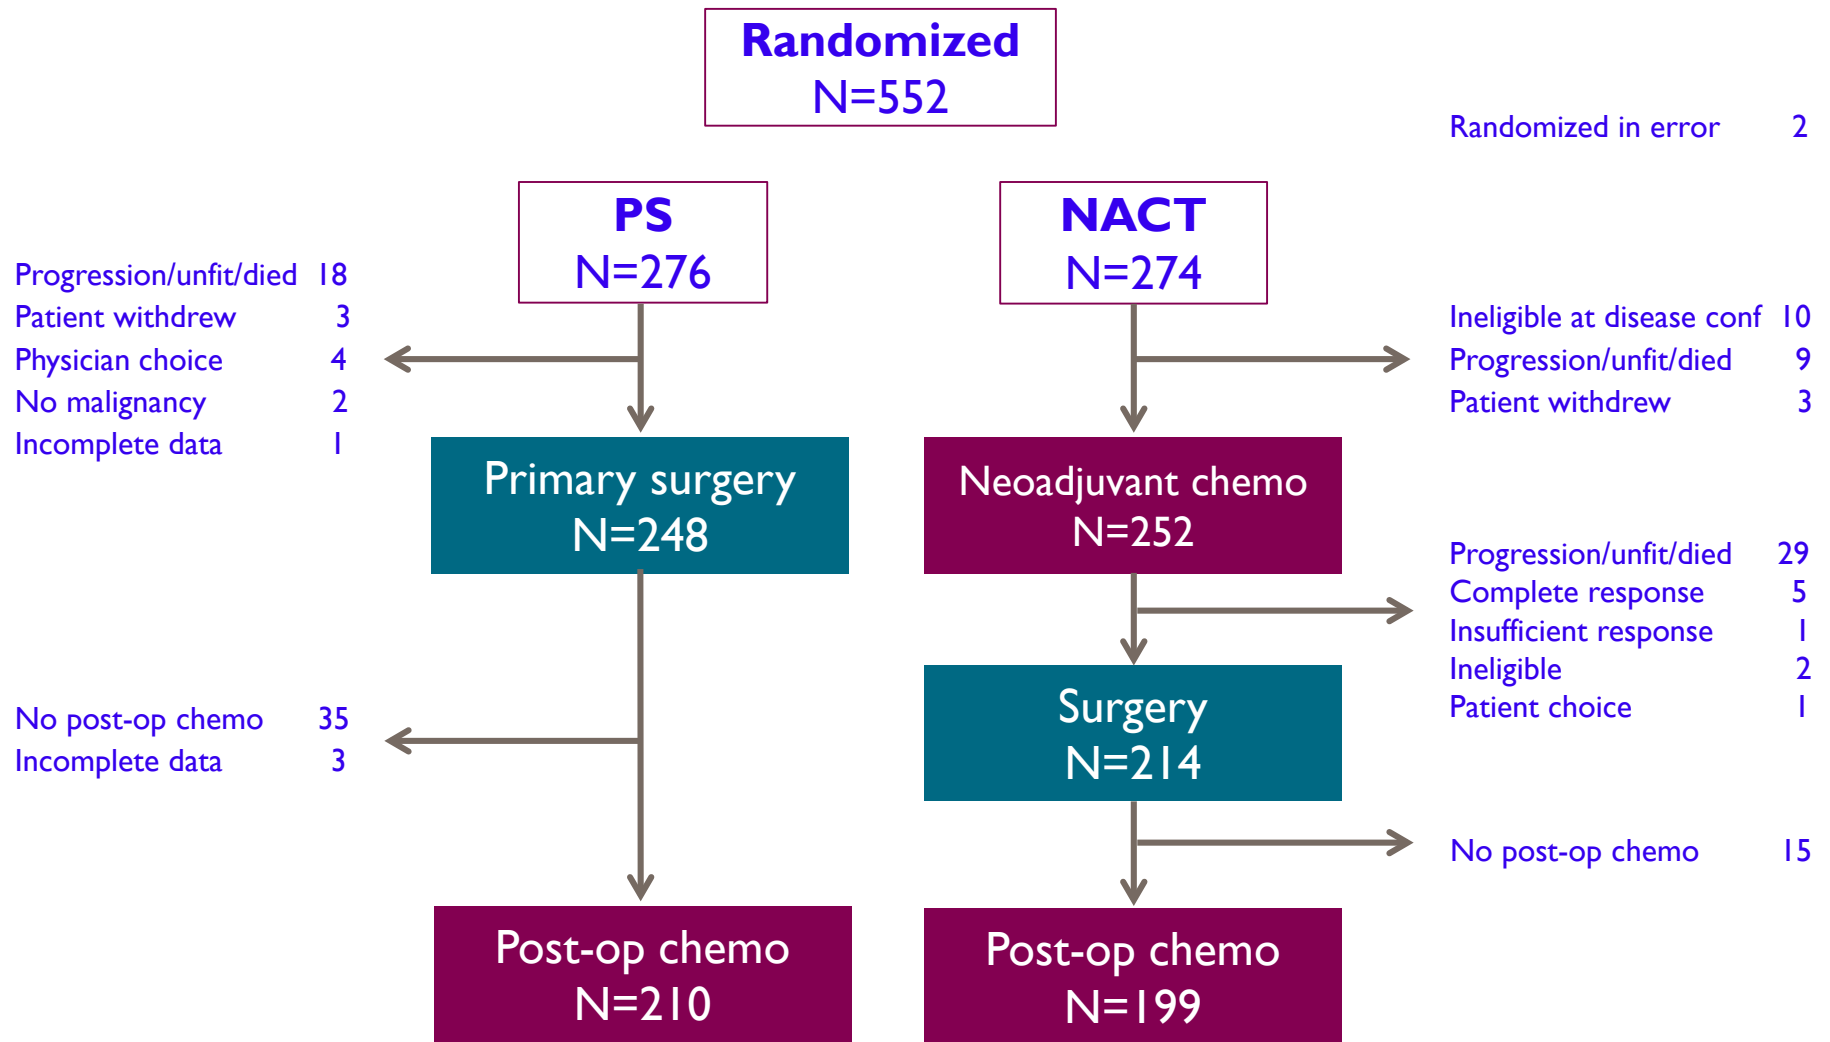 Randomized
N=552
Randomized in error 2
PS
N=276
NACT
N=274
Progression/unfit/died 18
Patient withdrew 3
Physician choice 4
No malignancy 2
Incomplete data 1
Ineligible at disease conf 10
Progression/unfit/died 9
Patient withdrew 3
Primary surgery
N=248
Neoadjuvant chemo
N=252
Progression/unfit/died 29
Complete response 5
Insufficient response 1
Ineligible 2
Patient choice 1
No post-op chemo 35
Incomplete data 3
Surgery
N=214
No post-op chemo 15
Post-op chemo
N=210
Post-op chemo
N=199